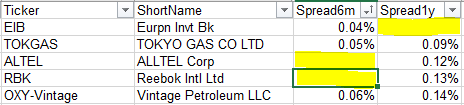 Ticker ShortName Spread6m Spread1y
EIB Eurpn Invt Bk 0.04%
TOKGAS TOKYO GAS CO LTD 0.05% 0.09%
ALTEL ALLTEL Corp 0.12%
RBK Reebok Intl Ltd 0.13%
OXY-Vintage Vintage Petroleum LLC 0.06% 0.14%